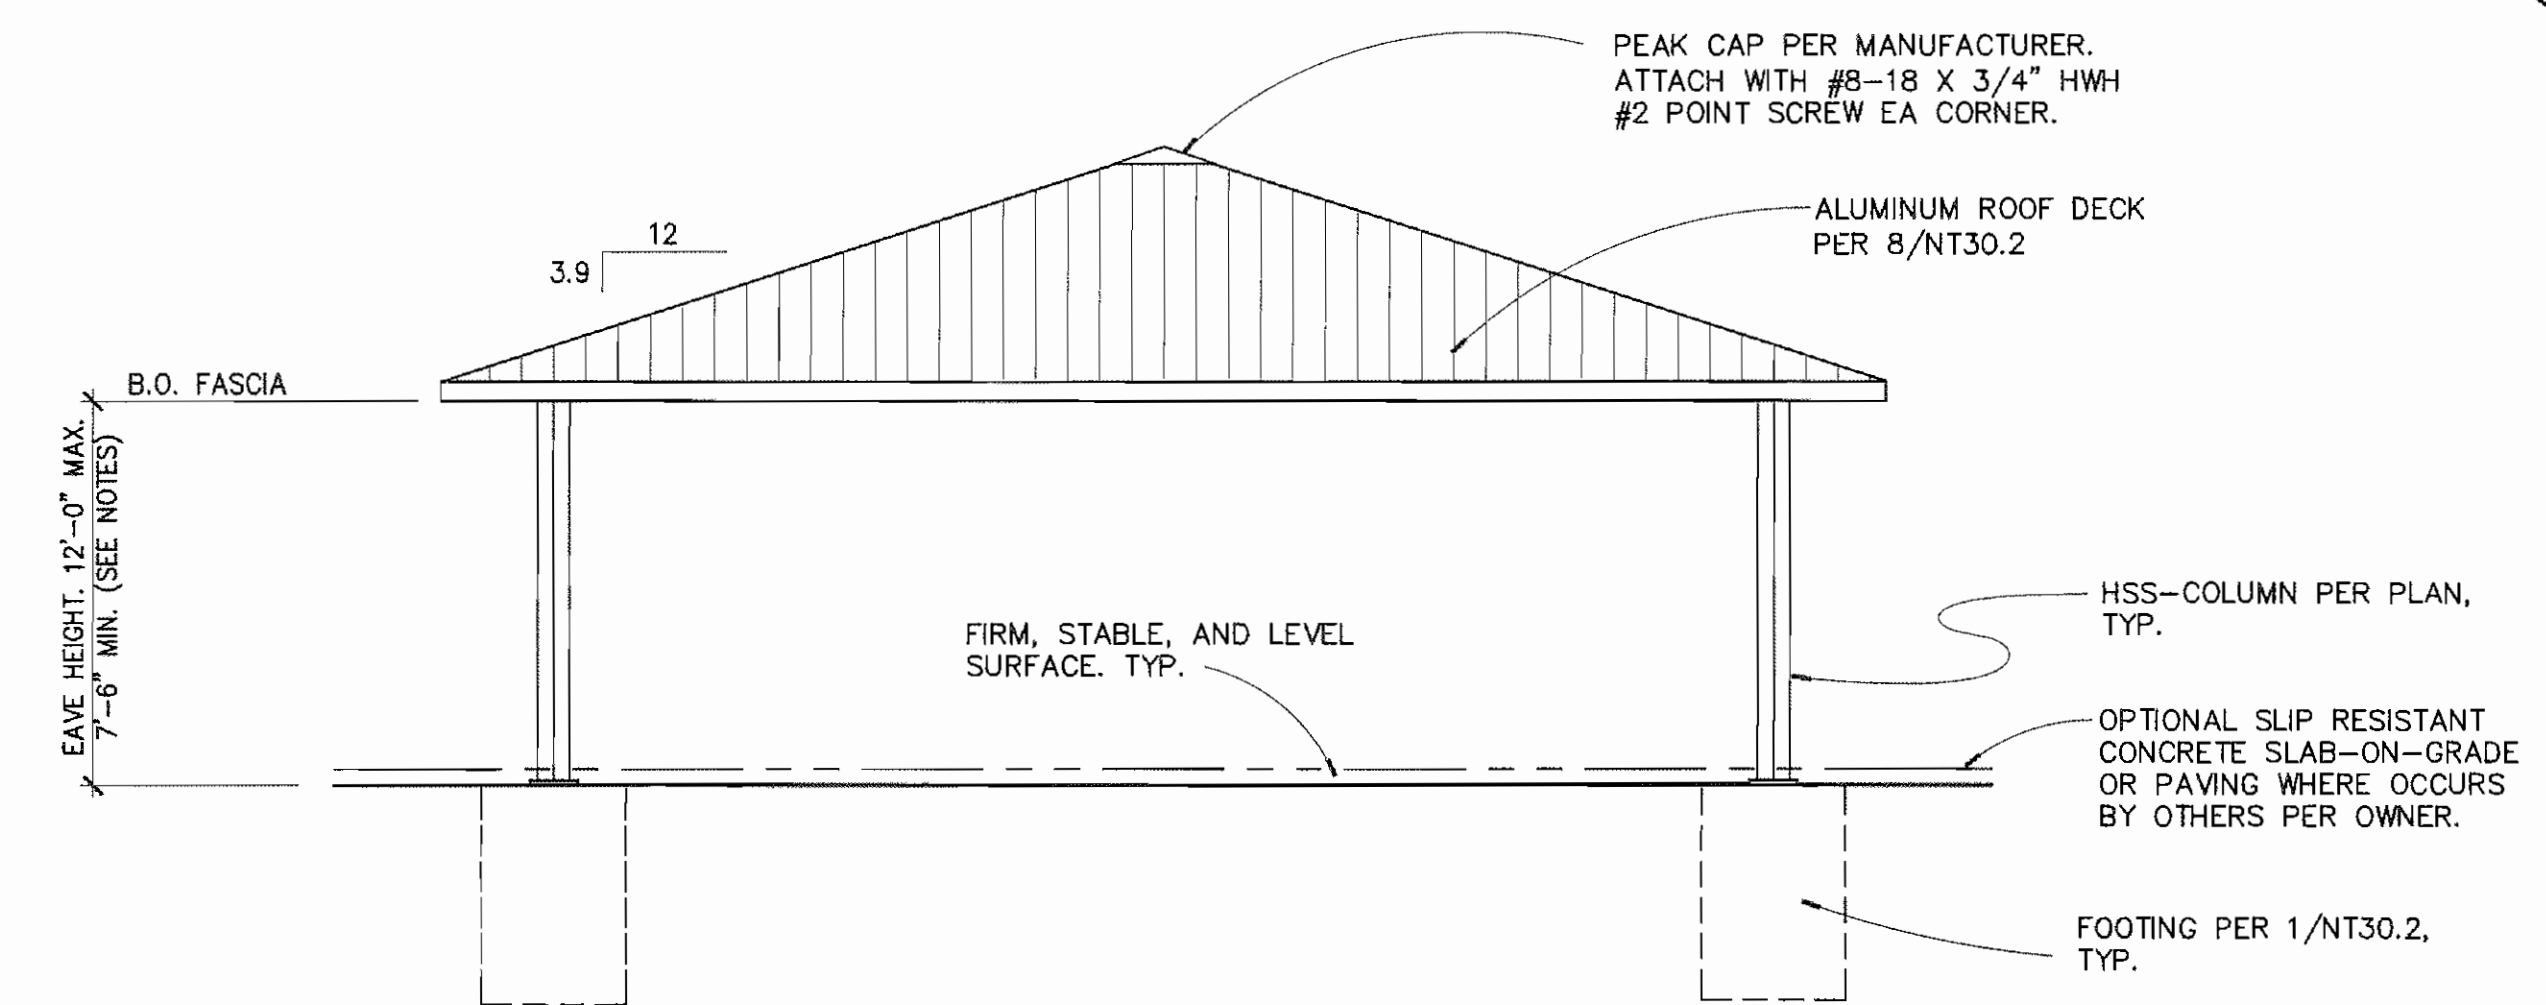 PEAK CAP PER MANUFACTURER.
ATTACH WITH #8-18 X 3/4" HWH
#2 POINT SCREW EA CORNER.
ALUMINUM ROOF DECK
PER 8/NT30.2
12
3.9
B.O. FASCIA
EAVE HEIGHT. 12'-0" MAX.
7'-6" MIN. (SEE NOTES)
FIRM, STABLE, AND LEVEL
SURFACE. TYP.
HSS-COLUMN PER PLAN,
TYP.
OPTIONAL SLIP RESISTANT
CONCRETE SLAB-ON-GRADE
OR PAVING WHERE OCCURS
BY OTHERS PER OWNER.
FOOTING PER 1/NT30.2,
TYP.